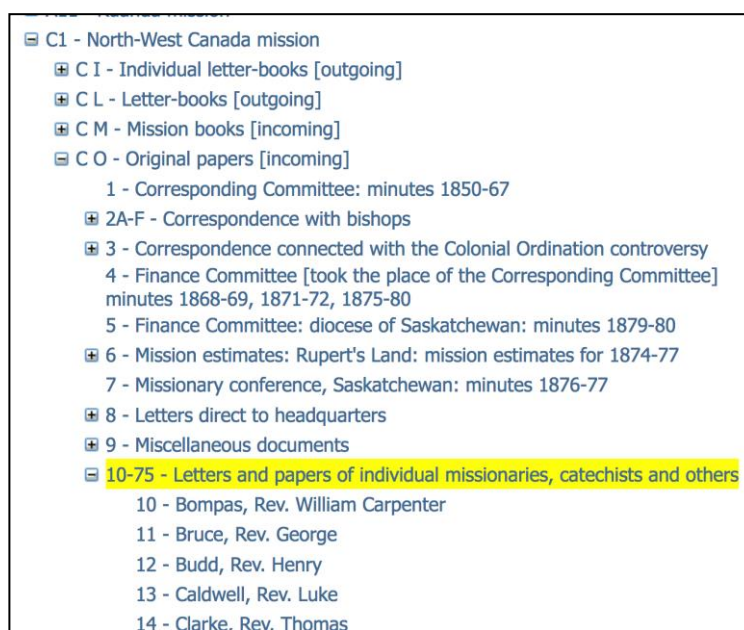 C1 - North-West Canada mission
C I - Individual letter-books [outgoing]
C L - Letter-books [outgoing]
C M - Mission books [incoming]
C O - Original papers [incoming]
1 - Corresponding Committee: minutes 1850-67
2A-F - Correspondence with bishops
3 - Correspondence connected with the Colonial Ordination controversy
4 - Finance Committee [took the place of the Corresponding Committee]
minutes 1868-69, 1871-72, 1875-80
5 - Finance Committee: diocese of Saskatchewan: minutes 1879-80
6 - Mission estimates: Rupert's Land: mission estimates for 1874-77
7 - Missionary conference, Saskatchewan: minutes 1876-77
8 - Letters direct to headquarters
9 - Miscellaneous documents
10-75 - Letters and papers of individual missionaries, catechists and others
10 - Bompas, Rev. William Carpenter
11 - Bruce, Rev. George
12 - Budd, Rev. Henry
13 - Caldwell, Rev. Luke
14 - Clarke, Rev. Thomas